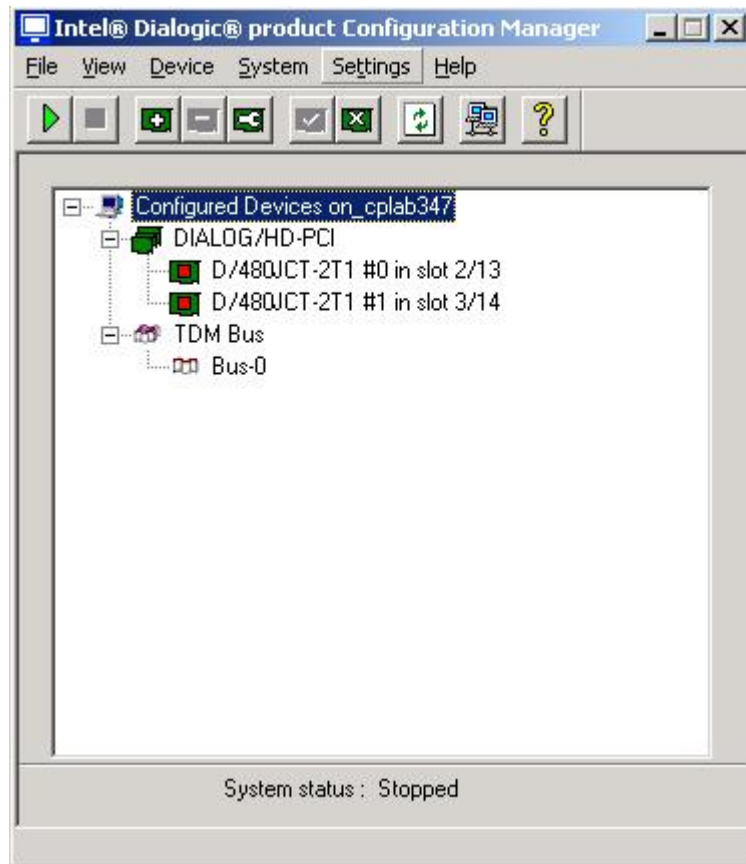 Intel® Dialogic® product Configuration Manager
File View Device System Settings Help
Configured Devices on_cplab347
DIALOG/HD-PCI
D/480JCT-2T1 #0 in slot 2/13
D/480JCT-2T1 #1 in slot 3/14
TDM Bus
Bus-0
System status : Stopped